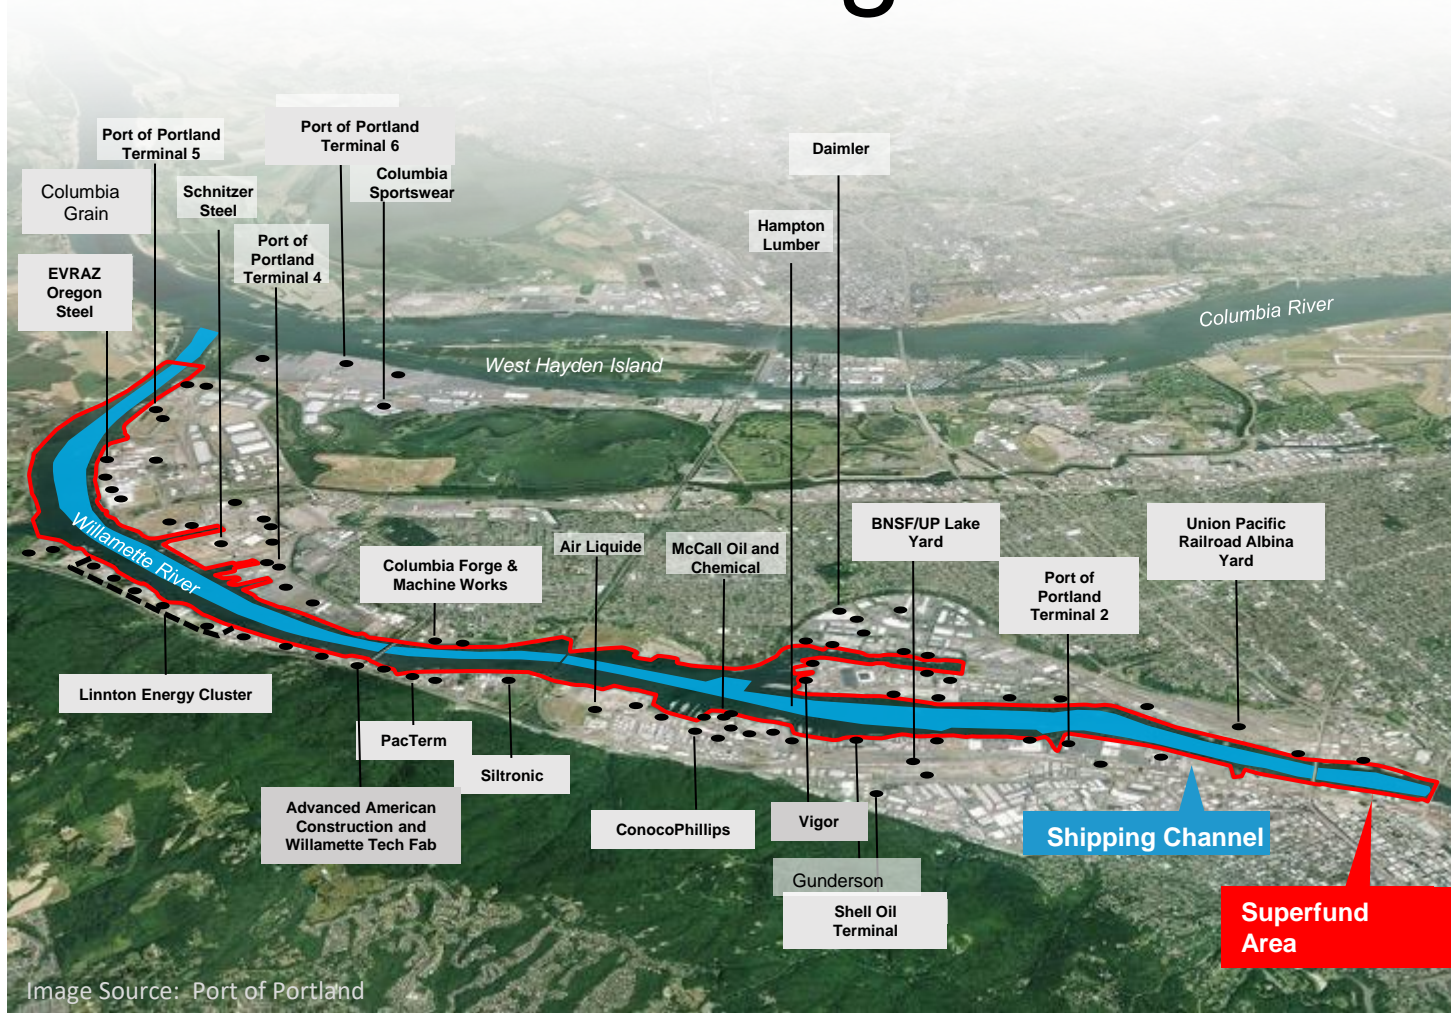 Port of Portland
Terminal 5
Port of Portland
Terminal 6
Daimler
Columbia
Grain
Schnitzer
Steel
Columbia
Sportswear
Port of
Portland
Terminal 4
Hampton
Lumber
EVRAZ
Oregon
Steel
Columbia River
West Hayden Island
Willamette River
BNSF/UP Lake
Yard
Union Pacific
Railroad Albina
Yard
Air Liquide
McCall Oil and
Chemical
Columbia Forge &
Machine Works
Port of
Portland
Terminal 2
Linnton Energy Cluster
PacTerm
Siltronic
Advanced American
Construction and
Willamette Tech Fab
ConocoPhillips
Vigor
Shipping Channel
Gunderson
Shell Oil
Terminal
Superfund
Area
Image Source:  Port of Portland